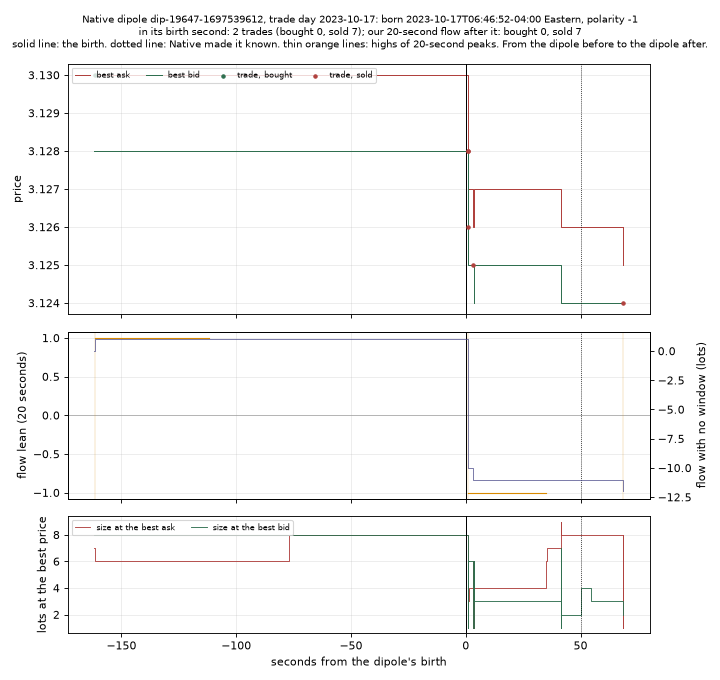 Native dipole dip-19647-1697539612, trade day 2023-10-17: born 2023-10-17T06:46:52-04:00 Eastern, polarity -1
in its birth second: 2 trades (bought 0, sold 7); our 20-second flow after it: bought 0, sold 7
solid line: the birth. dotted line: Native made it known. thin orange lines: highs of 20-second peaks. From the dipole before to the dipole after.
best ask best bid trade, bought trade, sold
3.130
3.129
3.128
3.127
3.126
3.125
3.124
price
1.0
0.5
0.0
−0.5
−1.0
flow lean (20 seconds)
0.0
−2.5
−5.0
−7.5
−10.0
−12.5
flow with no window (lots)
size at the best ask size at the best bid
8
6
4
2
lots at the best price
−150 −100 −50 0 50
seconds from the dipole's birth